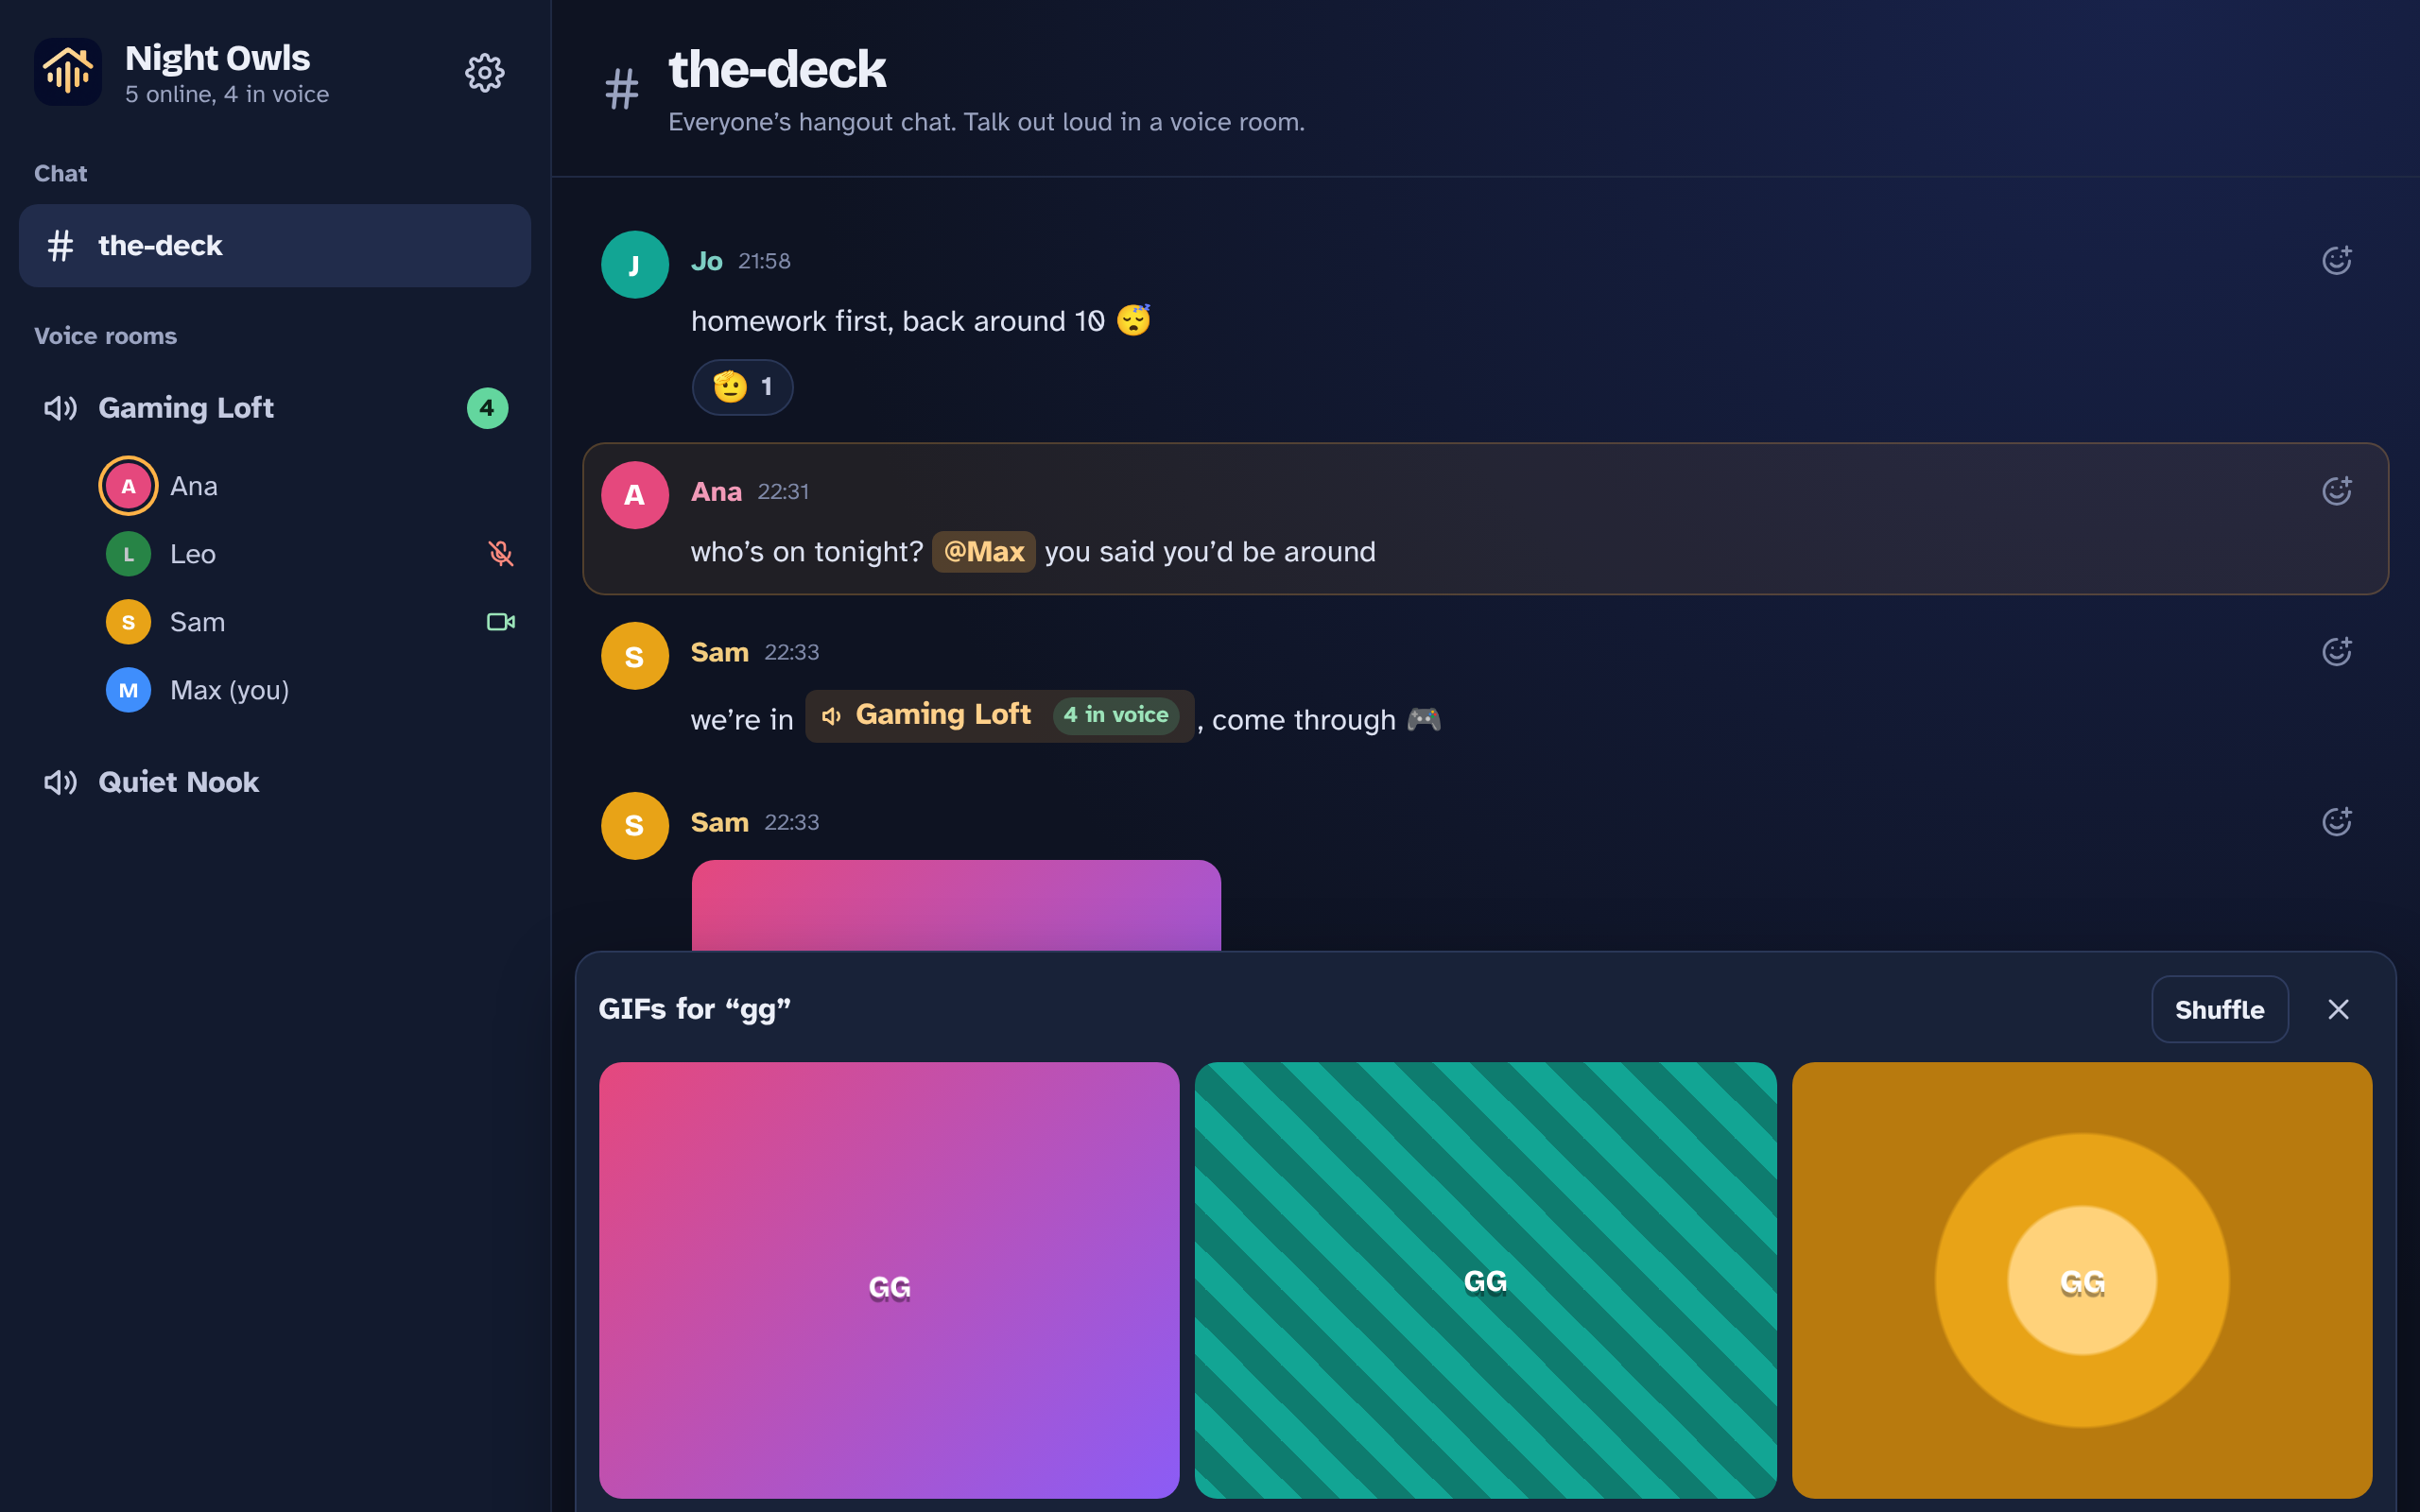 Night Owls
5 online, 4 in voice
Chat
the-deck
Voice rooms
Gaming Loft 4
A Ana
L Leo
S Sam
M Max (you)
Quiet Nook
# the-deck
Everyone’s hangout chat. Talk out loud in a voice room.
J Jo 21:58
homework first, back around 10 😴
🫡 1
A Ana 22:31
who’s on tonight? @Max you said you’d be around
S Sam 22:33
we’re in Gaming Loft 4 in voice, come through 🎮
S Sam 22:33
GIFs for “gg” Shuffle
GG GG GG